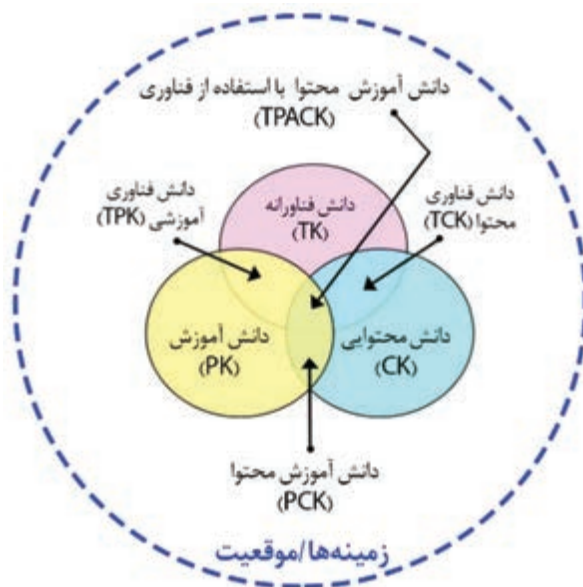 دانش آموزش محتوا با استفاده از فناوری
(TPACK)
دانش فناوری
آموزشی (TPK)
دانش فناورانه
(TK)
دانش فناوری
محتوا (TCK)
دانش آموزش
(PK)
دانش محتوایی
(CK)
دانش آموزش محتوا
(PCK)
زمینه‌ها/موقعیت